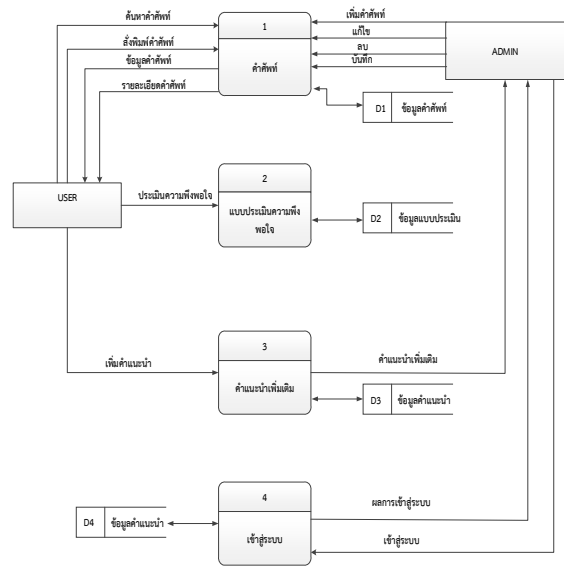 ค้นหาคำศัพท์
สั่งพิมพ์คำศัพท์
ข้อมูลคำศัพท์
รายละเอียดคำศัพท์
1
คำศัพท์
เพิ่มคำศัพท์
แก้ไข
ลบ
บันทึก
ADMIN
D1 ข้อมูลคำศัพท์
USER
ประเมินความพึงพอใจ
2
แบบประเมินความพึง
พอใจ
D2 ข้อมูลแบบประเมิน
เพิ่มคำแนะนำ
3
คำแนะนำเพิ่มเติม
คำแนะนำเพิ่มเติม
D3 ข้อมูลคำแนะนำ
D4 ข้อมูลคำแนะนำ
4
เข้าสู่ระบบ
ผลการเข้าสู่ระบบ
เข้าสู่ระบบ